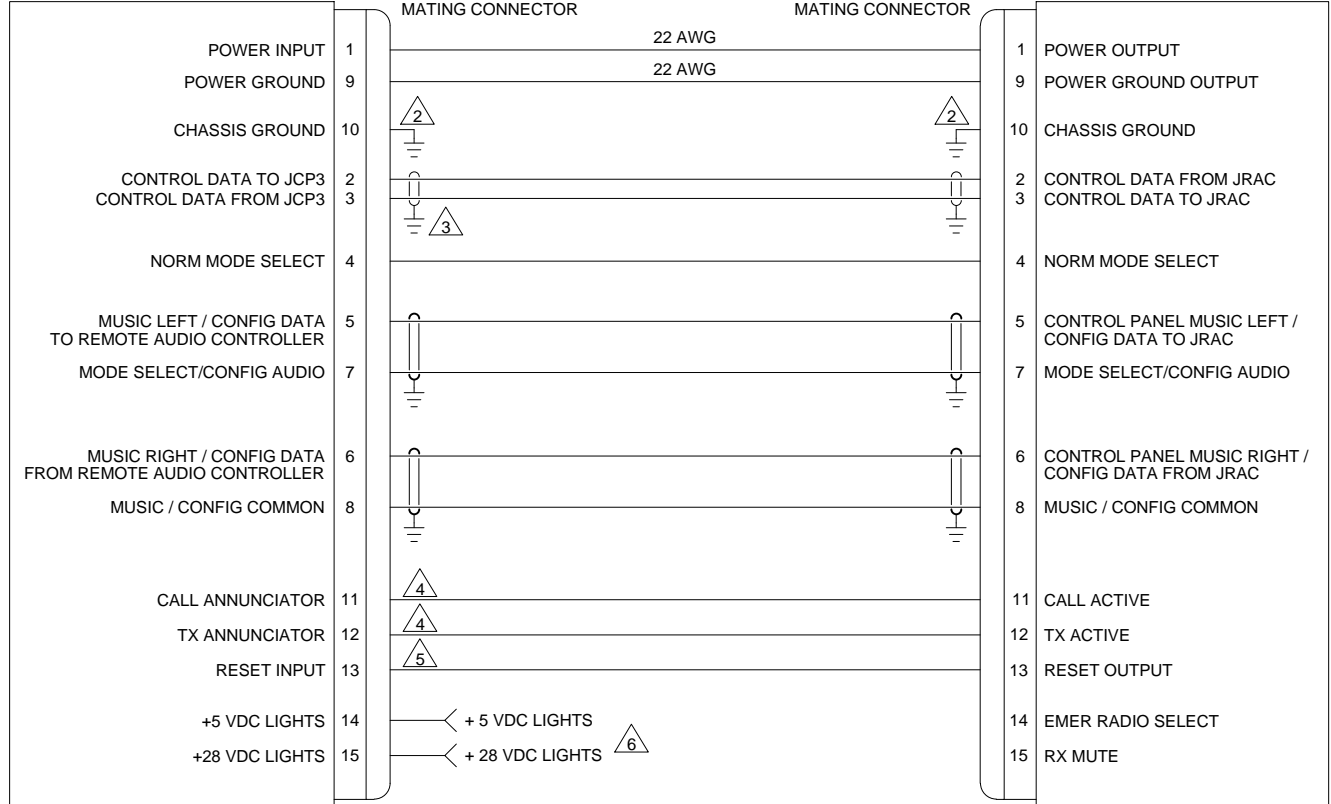 MATING CONNECTOR MATING CONNECTOR
22 AWG
POWER INPUT 1 1 POWER OUTPUT
22 AWG
POWER GROUND 9 9 POWER GROUND OUTPUT
2 2
CHASSIS GROUND 10 10 CHASSIS GROUND
CONTROL DATA TO JCP3 2 2 CONTROL DATA FROM JRAC
CONTROL DATA FROM JCP3 3 3 CONTROL DATA TO JRAC
3
NORM MODE SELECT 4 4 NORM MODE SELECT
MUSIC LEFT / CONFIG DATA 5 5 CONTROL PANEL MUSIC LEFT /
TO REMOTE AUDIO CONTROLLER CONFIG DATA TO JRAC
MODE SELECT/CONFIG AUDIO 7 7 MODE SELECT/CONFIG AUDIO
MUSIC RIGHT / CONFIG DATA 6 6 CONTROL PANEL MUSIC RIGHT /
FROM REMOTE AUDIO CONTROLLER CONFIG DATA FROM JRAC
MUSIC / CONFIG COMMON 8 8 MUSIC / CONFIG COMMON
4
CALL ANNUNCIATOR 11 11 CALL ACTIVE
4
TX ANNUNCIATOR 12 12 TX ACTIVE
5
RESET INPUT 13 13 RESET OUTPUT
+5 VDC LIGHTS 14 + 5 VDC LIGHTS 14 EMER RADIO SELECT
6
+28 VDC LIGHTS 15 + 28 VDC LIGHTS 15 RX MUTE